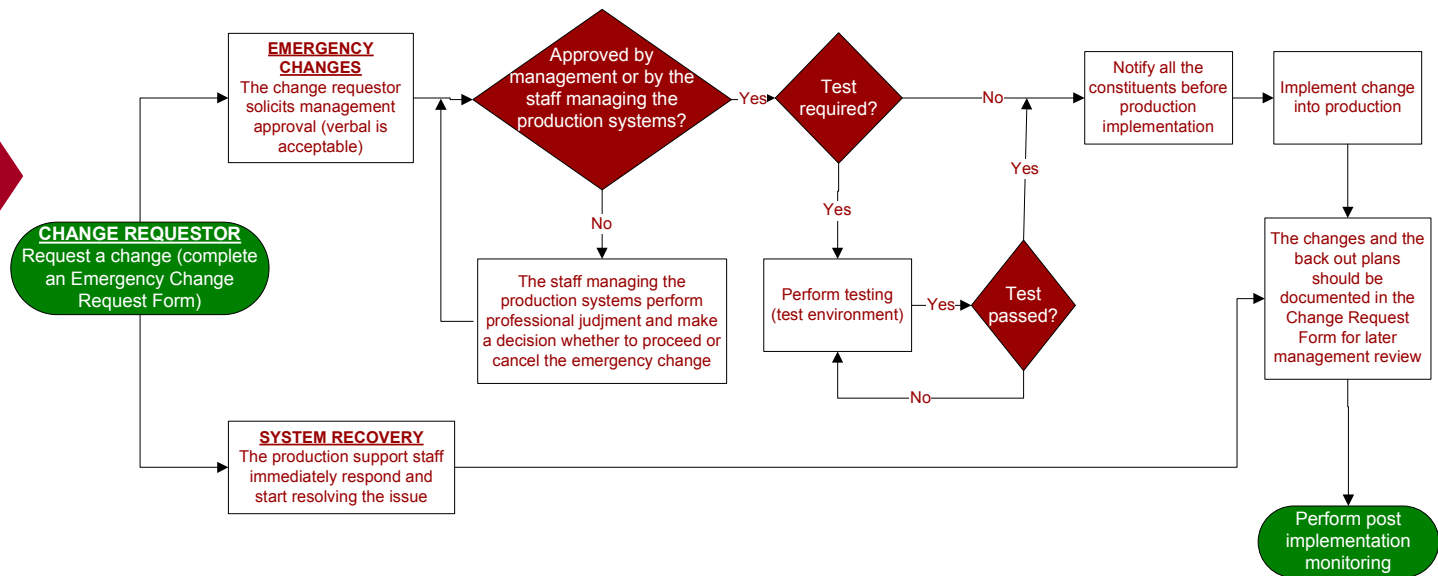 EMERGENCY
CHANGES
The change requestor
solicits management
approval (verbal is
acceptable)
Approved by
management or by the
staff managing the
production systems?
Yes
Test
required?
No
Notify all the
constituents before
production
implementation
Implement change
into production
Yes
No
Yes
CHANGE REQUESTOR
Request a change (complete
an Emergency Change
Request Form)
The staff managing the
production systems perform
professional judgment and make
a decision whether to proceed or
cancel the emergency change
Perform testing
(test environment)
Yes
Test
passed?
No
The changes and the
back out plans
should be
documented in the
Change Request
Form for later
management review
SYSTEM RECOVERY
The production support staff
immediately respond and
start resolving the issue
Perform post
implementation
monitoring